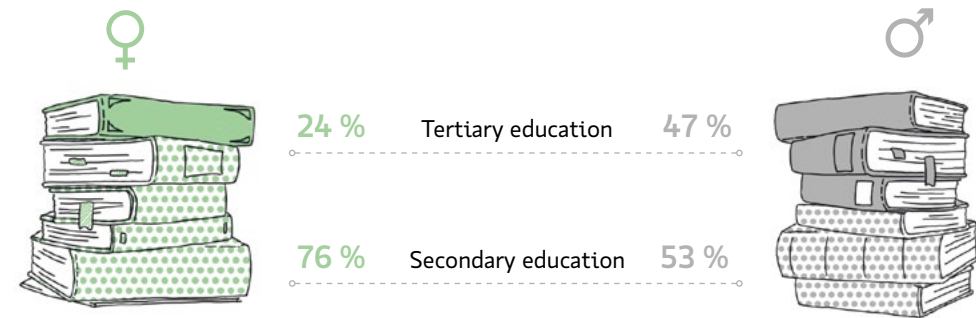 24 % Tertiary education 47 %
76 % Secondary education 53 %